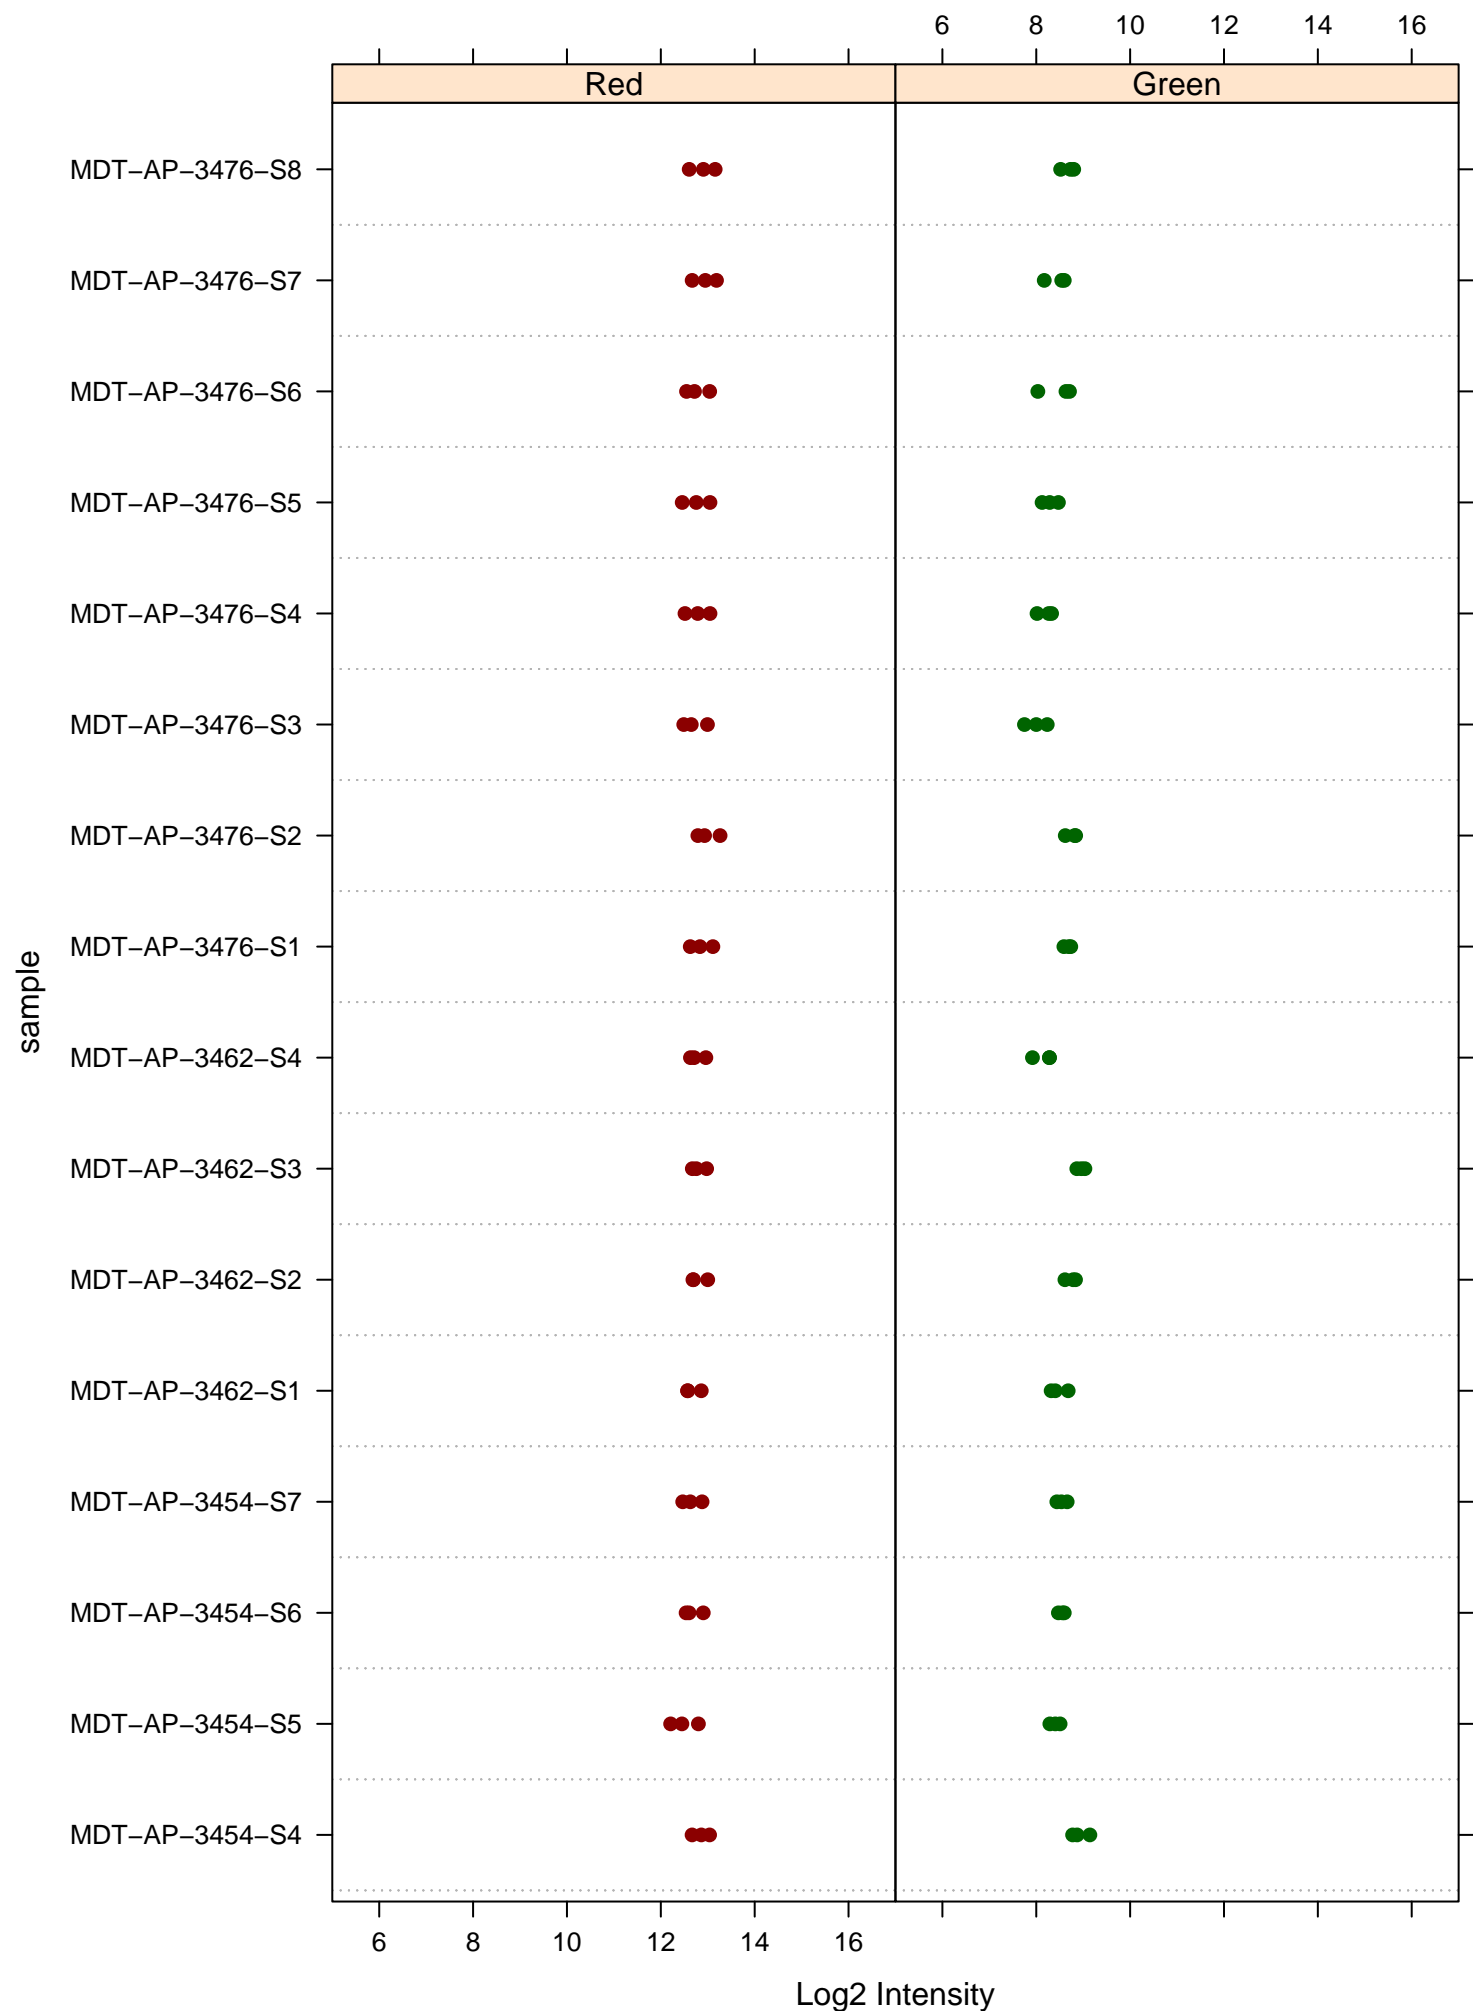 6 8 10 12 14 16
Red Green
MDT−AP−3476−S8
MDT−AP−3476−S7
MDT−AP−3476−S6
MDT−AP−3476−S5
MDT−AP−3476−S4
MDT−AP−3476−S3
MDT−AP−3476−S2
MDT−AP−3476−S1
sample
MDT−AP−3462−S4
MDT−AP−3462−S3
MDT−AP−3462−S2
MDT−AP−3462−S1
MDT−AP−3454−S7
MDT−AP−3454−S6
MDT−AP−3454−S5
MDT−AP−3454−S4
6 8 10 12 14 16
Log2 Intensity